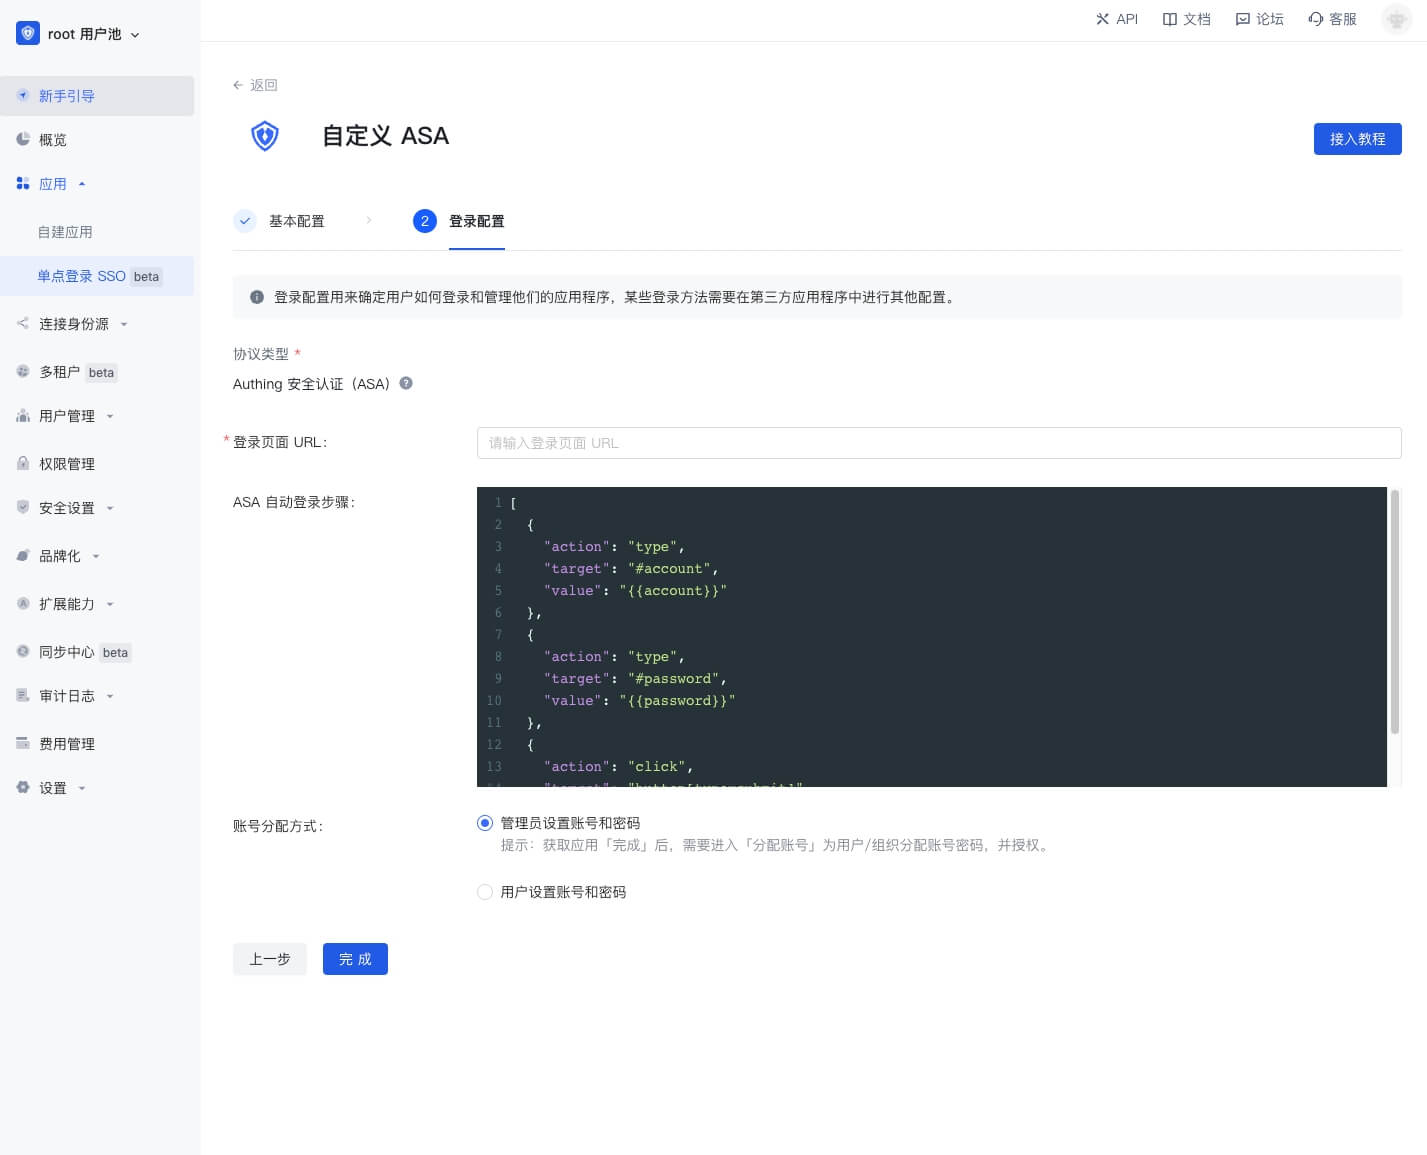 root 用户池
API
文档
论坛
客服
新手引导
概览
应用
自建应用
单点登录 SSO beta
连接身份源
多租户 beta
用户管理
权限管理
安全设置
品牌化
扩展能力
同步中心 beta
审计日志
费用管理
设置
返回
自定义 ASA
接入教程
基本配置
2 登录配置
登录配置用来确定用户如何登录和管理他们的应用程序，某些登录方法需要在第三方应用程序中进行其他配置。
协议类型 *
Authing 安全认证（ASA）
* 登录页面 URL：
请输入登录页面 URL
ASA 自动登录步骤：
1 [
2 {
3 "action": "type",
4 "target": "#account",
5 "value": "{{account}}"
6 },
7 {
8 "action": "type",
9 "target": "#password",
10 "value": "{{password}}"
11 },
12 {
13 "action": "click",
账号分配方式：
管理员设置账号和密码
提示：获取应用「完成」后，需要进入「分配账号」为用户/组织分配账号密码，并授权。
用户设置账号和密码
上一步
完 成